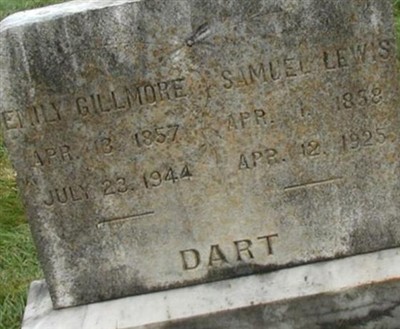 EMILY GILLMORE
APR. 13 1857
JULY 23, 1944
SAMUEL LEWIS
APR. 1, 1858
APR. 12, 1925
DART